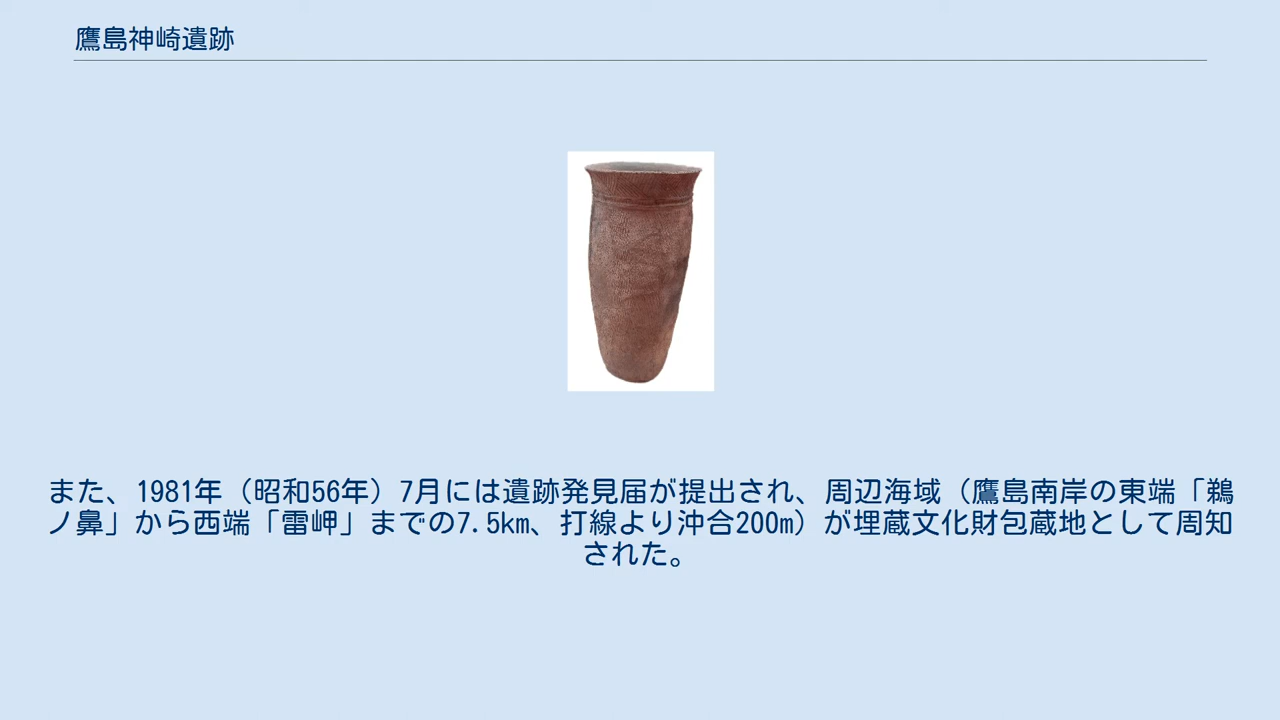 鷹島神崎遺跡
また、1981年（昭和56年）7月には遺跡発見届が提出され、周辺海域（鷹島南岸の東端「鵜
ノ鼻」から西端「雷岬」までの7.5km、打線より沖合200m）が埋蔵文化財包蔵地として周知
された。